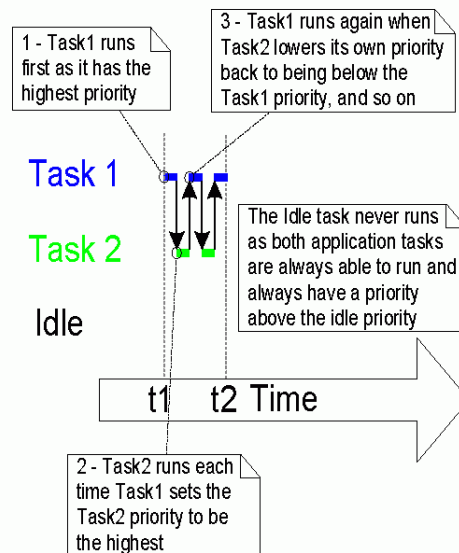 1 - Task1 runs
first as it has the
highest priority
3 - Task1 runs again when
Task2 lowers its own priority
back to being below the
Task1 priority, and so on
Task 1
Task 2
Idle
The Idle task never runs
as both application tasks
are always able to run and
always have a priority
above the idle priority
t1 t2 Time
2 - Task2 runs each
time Task1 sets the
Task2 priority to be
the highest